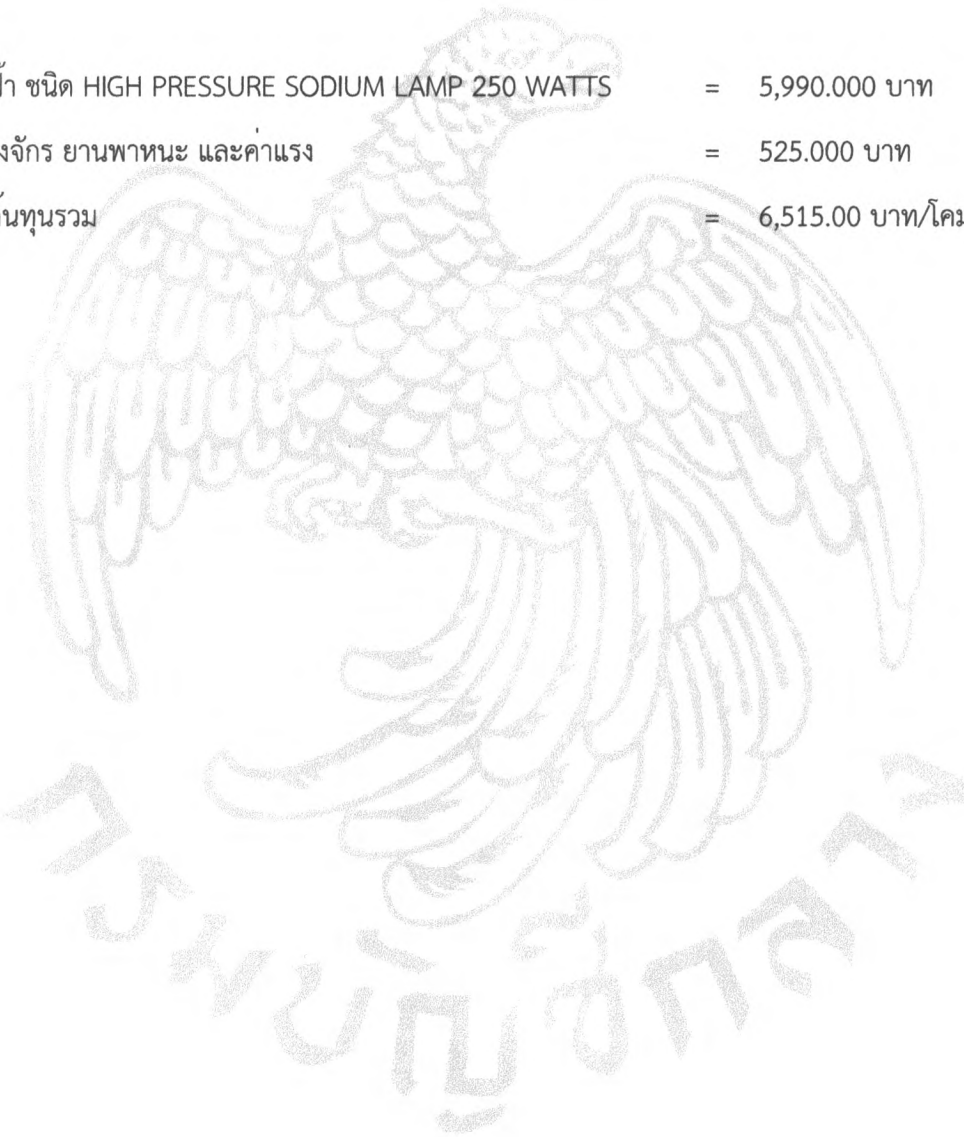 ฟ้า ชนิด HIGH PRESSURE SODIUM LAMP 250 WATTS = 5,990.000 บาท
งจักร ยานพาหนะ และค่าแรง = 525.000 บาท
ต้นทุนรวม = 6,515.00 บาท/โคม
กรมบัญชีกลาง